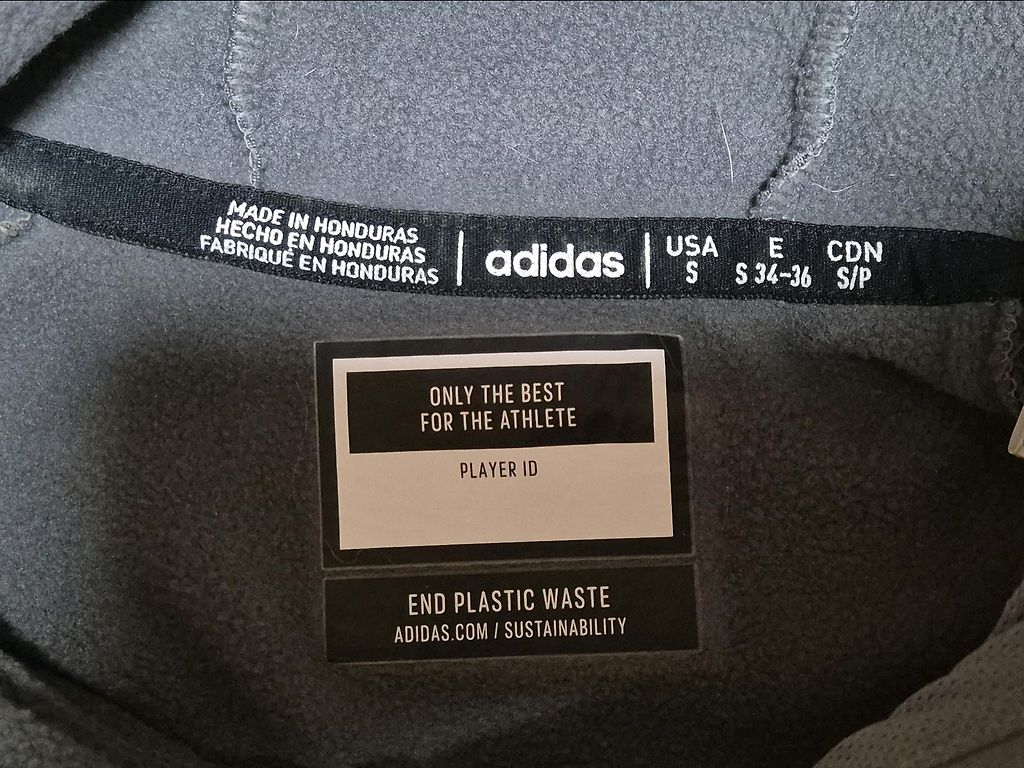 MADE IN HONDURAS
HECHO EN HONDURAS
FABRIQUÉ EN HONDURAS
adidas
USA E CDN
S S 34-36 S/P
ONLY THE BEST
FOR THE ATHLETE
PLAYER ID
END PLASTIC WASTE
ADIDAS.COM / SUSTAINABILITY